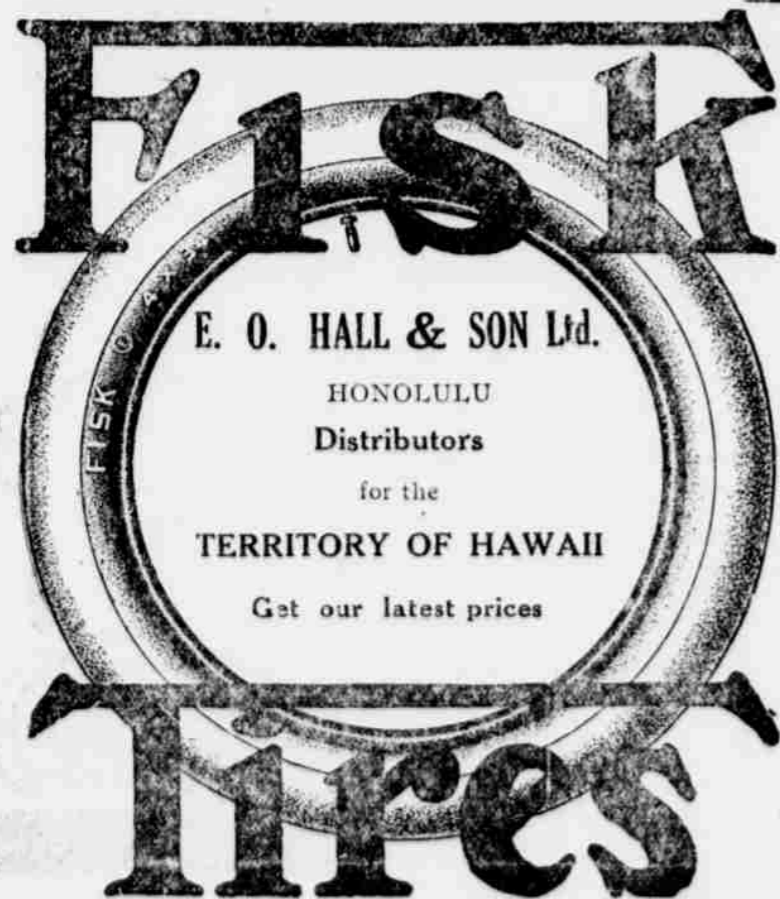 Fisk
FISK
E. O. HALL & SON Ltd.
HONOLULU
Distributors
for the
TERRITORY OF HAWAII
Get our latest prices
Tires